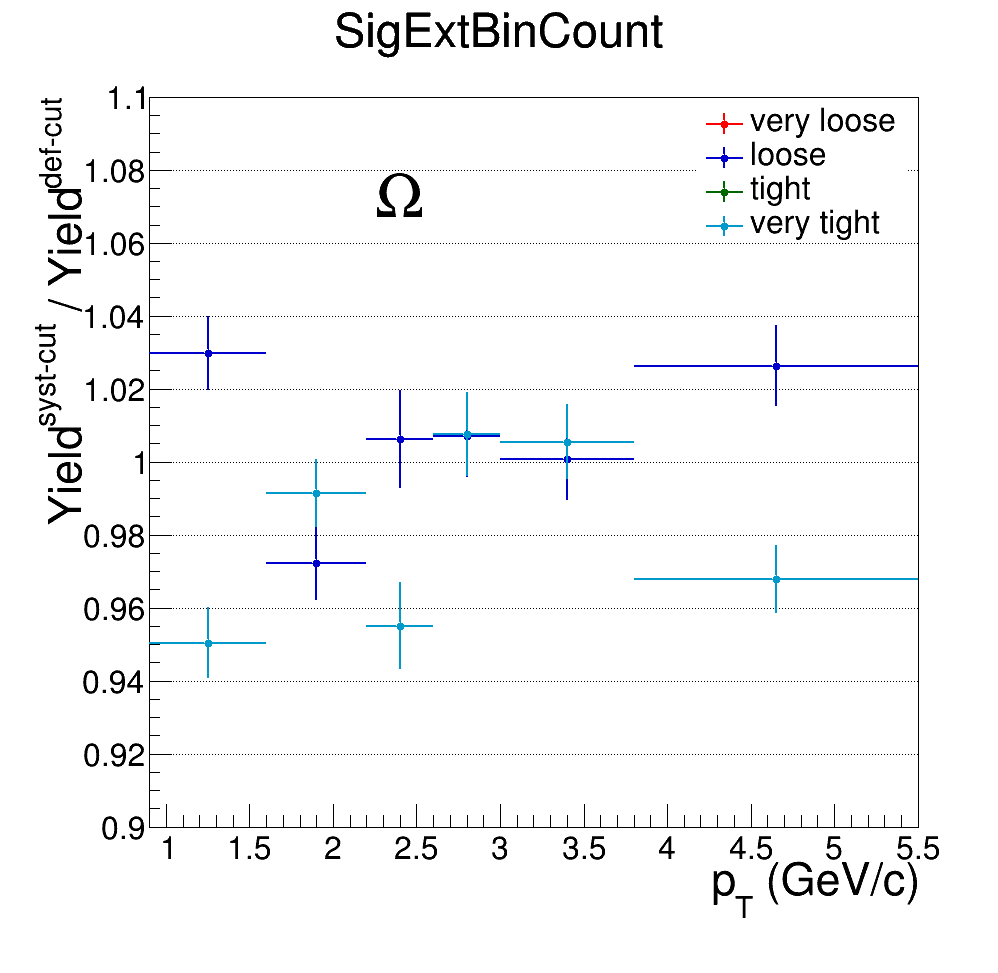 SigExtBinCount
Yield^syst-cut / Yield^def-cut
1.1
1.08
1.06
1.04
1.02
1
0.98
0.96
0.94
0.92
0.9
Ω
very loose
loose
tight
very tight
1 1.5 2 2.5 3 3.5 4 4.5 5 5.5
p_T (GeV/c)